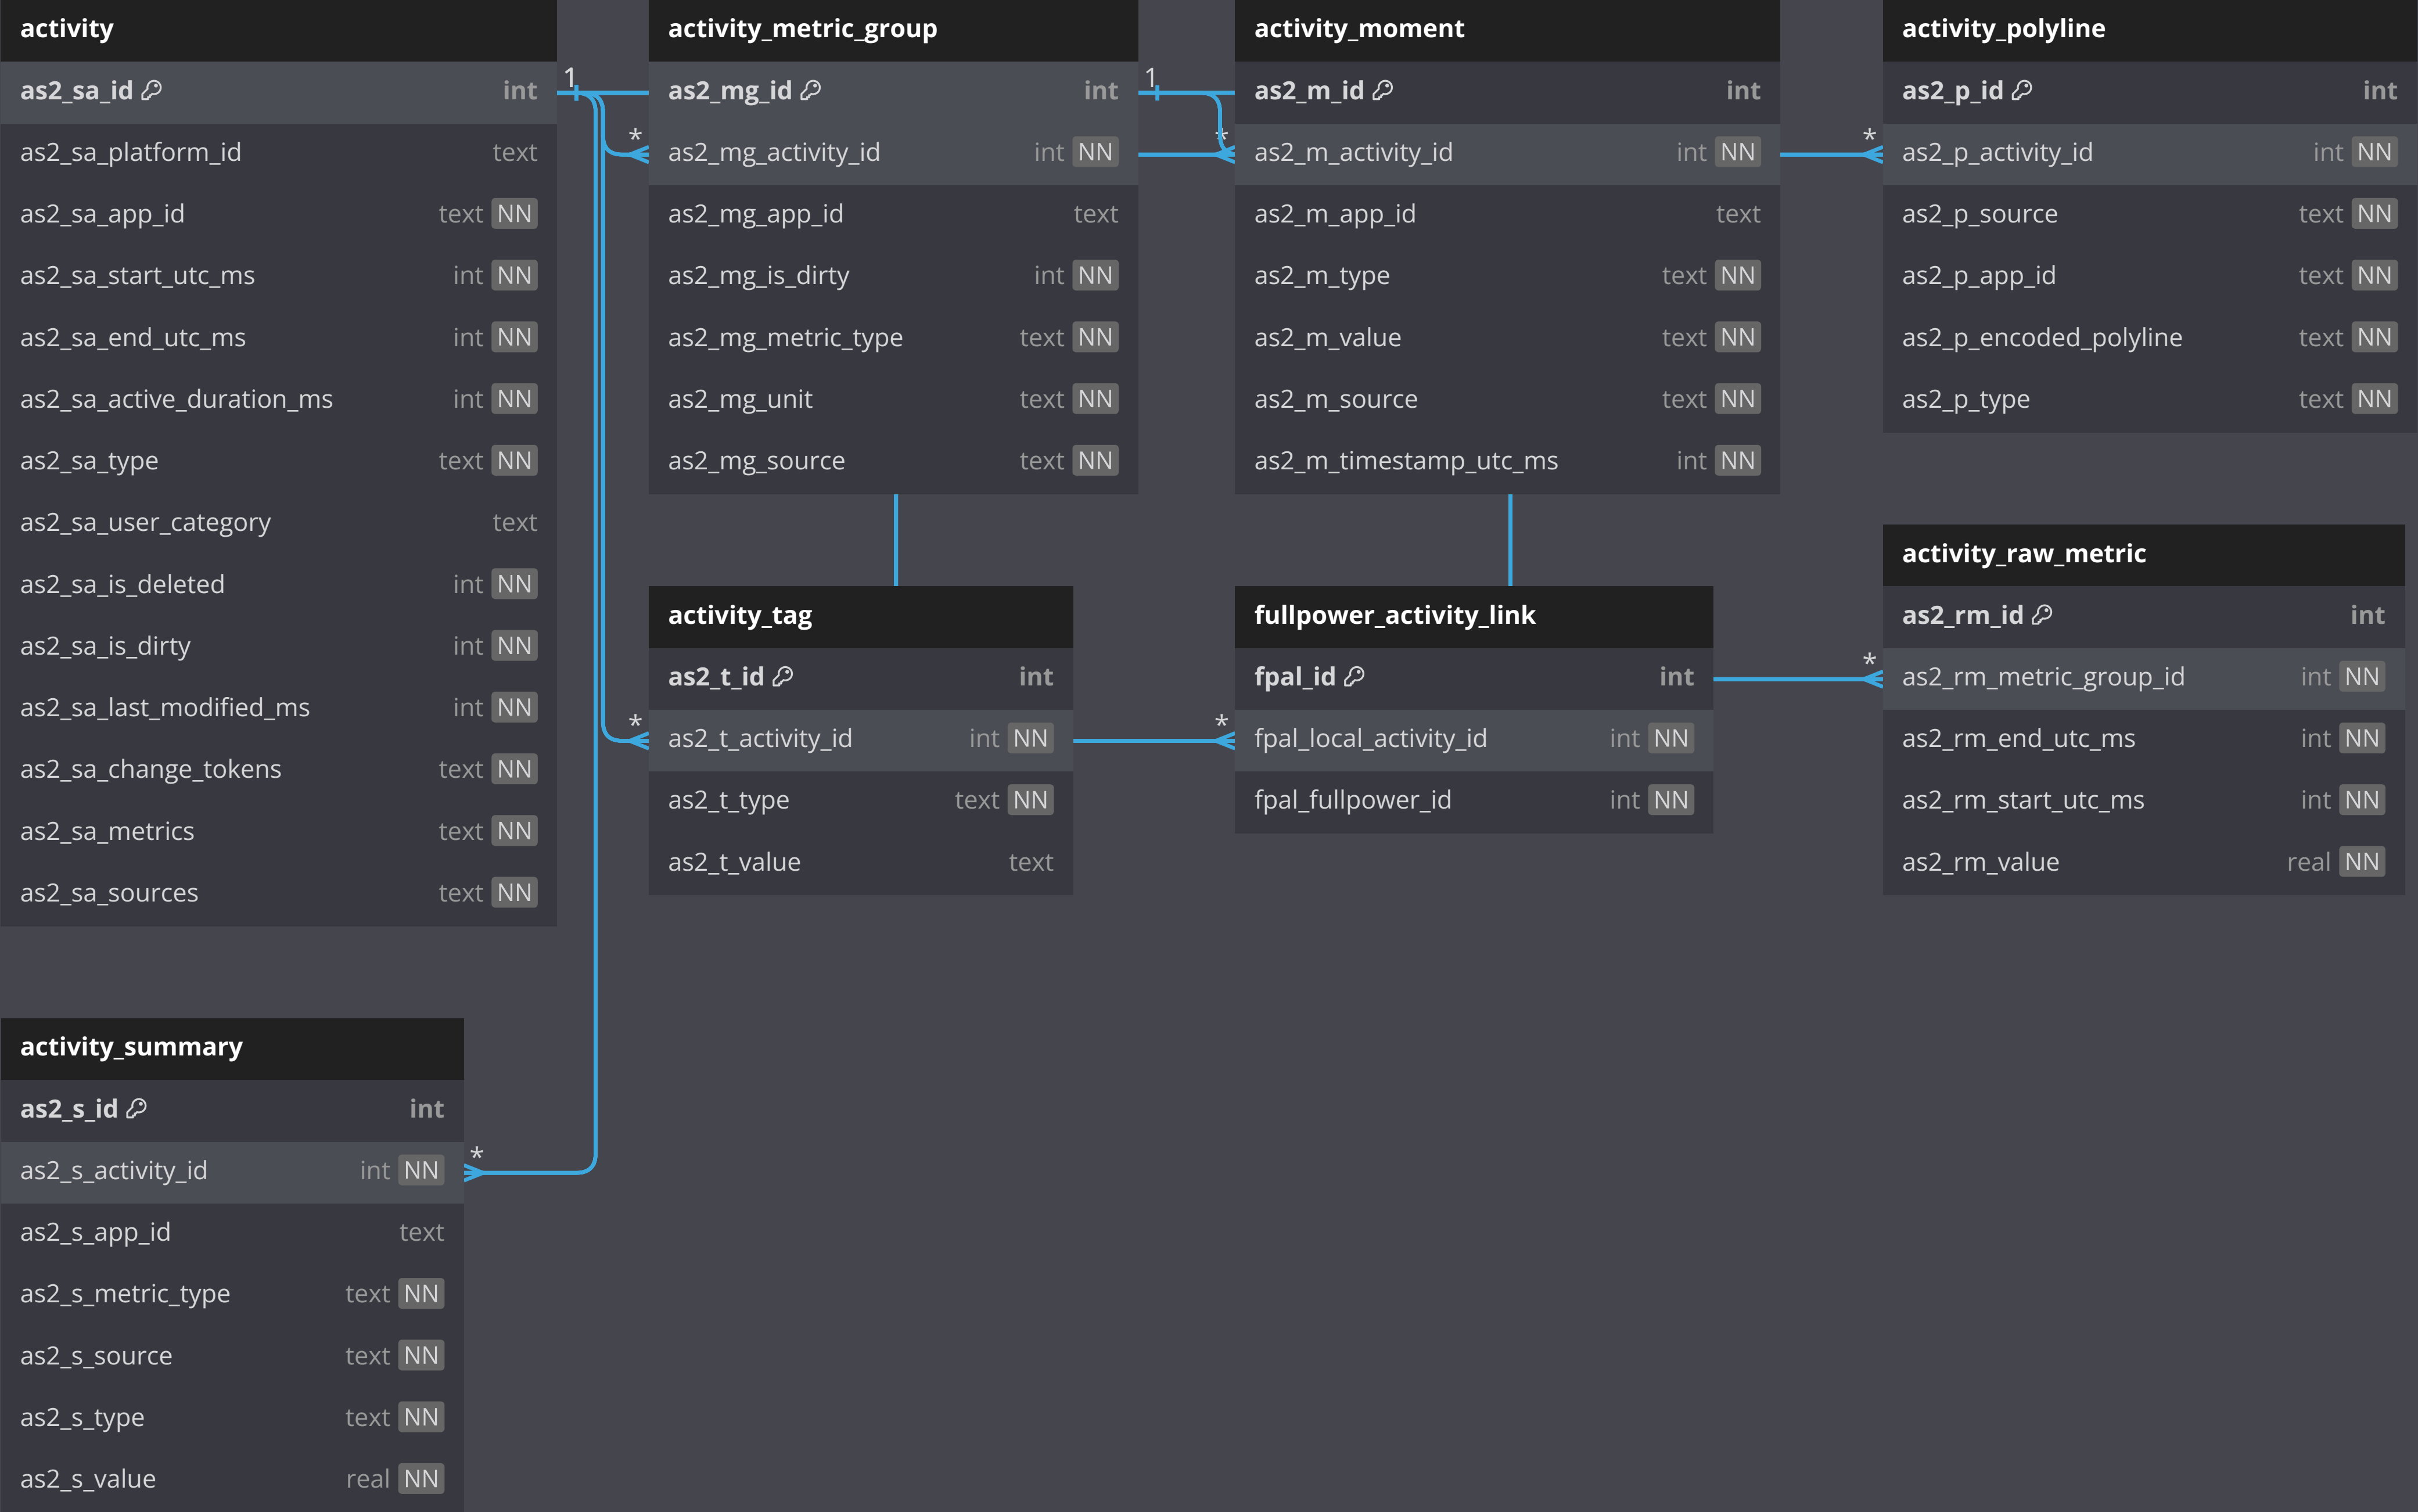 activity
as2_sa_id int
as2_sa_platform_id text
as2_sa_app_id text NN
as2_sa_start_utc_ms int NN
as2_sa_end_utc_ms int NN
as2_sa_active_duration_ms int NN
as2_sa_type text NN
as2_sa_user_category text
as2_sa_is_deleted int NN
as2_sa_is_dirty int NN
as2_sa_last_modified_ms int NN
as2_sa_change_tokens text NN
as2_sa_metrics text NN
as2_sa_sources text NN
1
*
*
activity_metric_group
as2_mg_id int
as2_mg_activity_id int NN
as2_mg_app_id text
as2_mg_is_dirty int NN
as2_mg_metric_type text NN
as2_mg_unit text NN
as2_mg_source text NN
1
*
activity_moment
as2_m_id int
as2_m_activity_id int NN
as2_m_app_id text
as2_m_type text NN
as2_m_value text NN
as2_m_source text NN
as2_m_timestamp_utc_ms int NN
*
activity_polyline
as2_p_id int
as2_p_activity_id int NN
as2_p_source text NN
as2_p_app_id text NN
as2_p_encoded_polyline text NN
as2_p_type text NN
activity_tag
as2_t_id int
as2_t_activity_id int NN
as2_t_type text NN
as2_t_value text
*
fullpower_activity_link
fpal_id int
fpal_local_activity_id int NN
fpal_fullpower_id int NN
*
activity_raw_metric
as2_rm_id int
as2_rm_metric_group_id int NN
as2_rm_end_utc_ms int NN
as2_rm_start_utc_ms int NN
as2_rm_value real NN
activity_summary
as2_s_id int
*
as2_s_activity_id int NN
as2_s_app_id text
as2_s_metric_type text NN
as2_s_source text NN
as2_s_type text NN
as2_s_value real NN